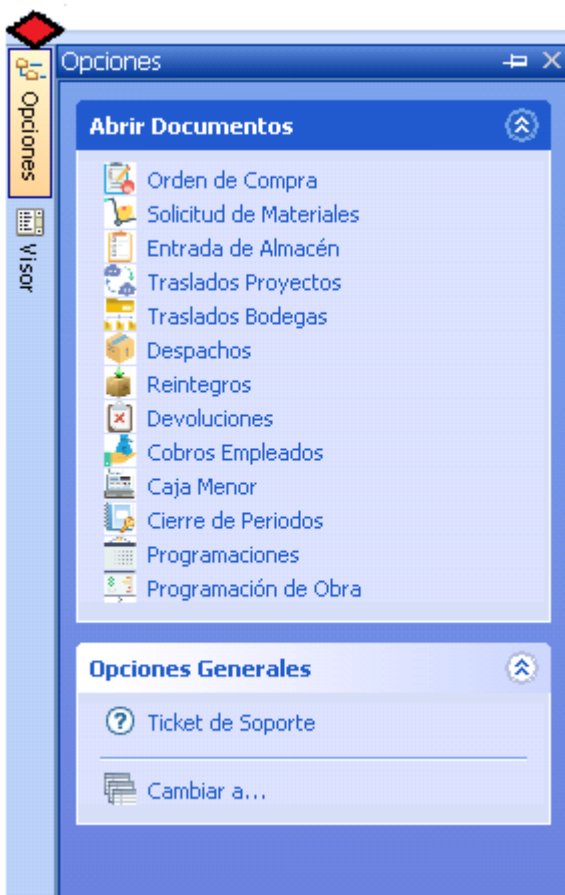 Opciones
Opciones
Visor
Abrir Documentos
Orden de Compra
Solicitud de Materiales
Entrada de Almacén
Traslados Proyectos
Traslados Bodegas
Despachos
Reintegros
Devoluciones
Cobros Empleados
Caja Menor
Cierre de Periodos
Programaciones
Programación de Obra
Opciones Generales
Ticket de Soporte
Cambiar a...